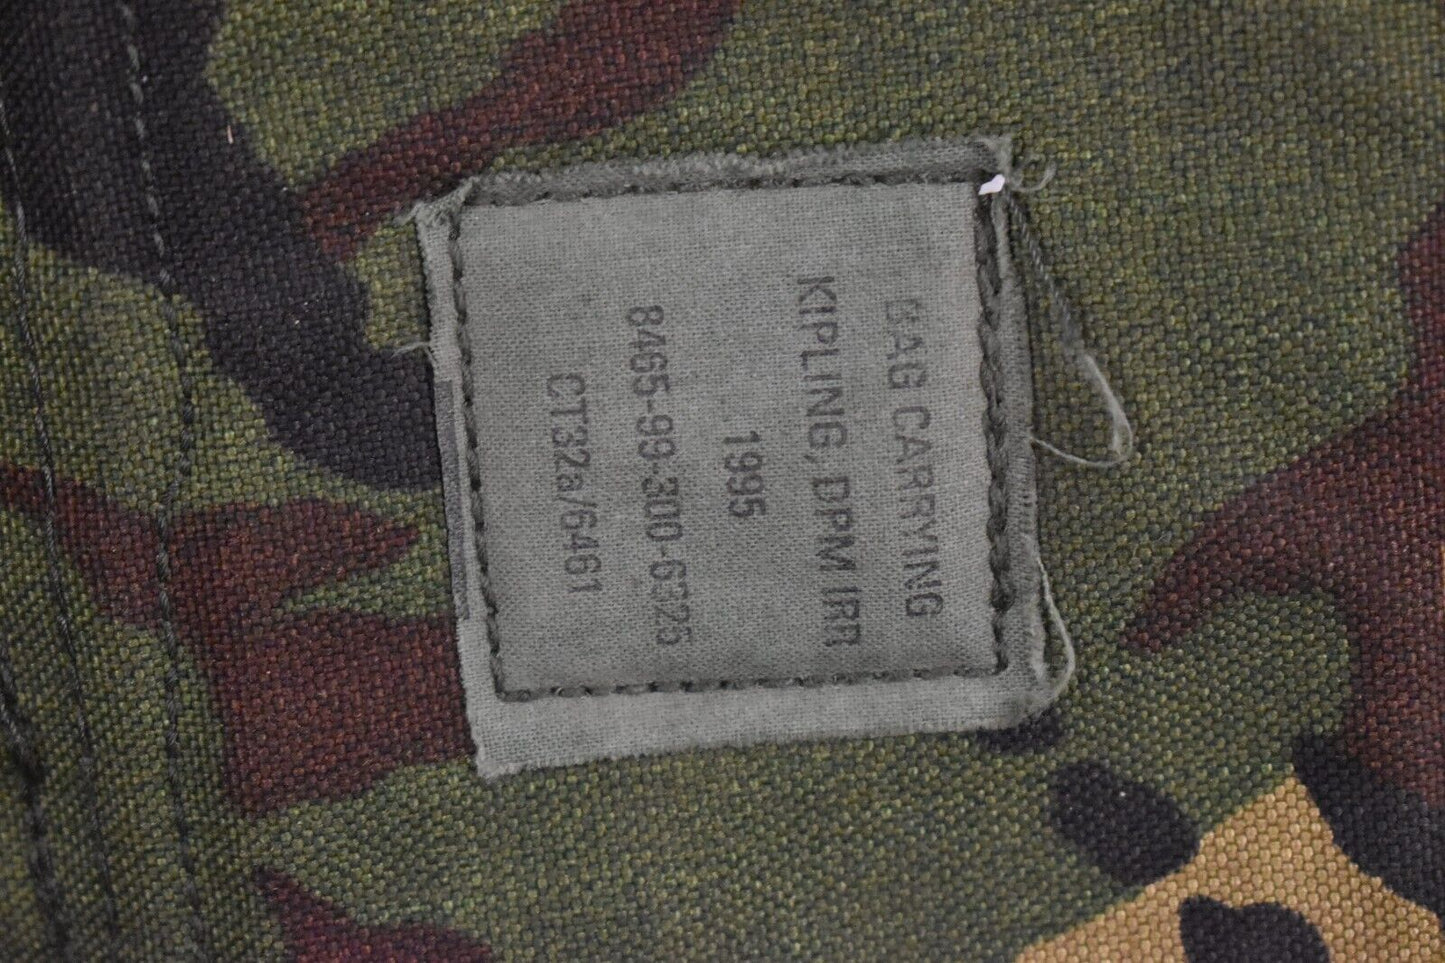 BAG CARRYING
KIPLING, DPM IRR
1995
8465-99-300-6325
CT32a/6461